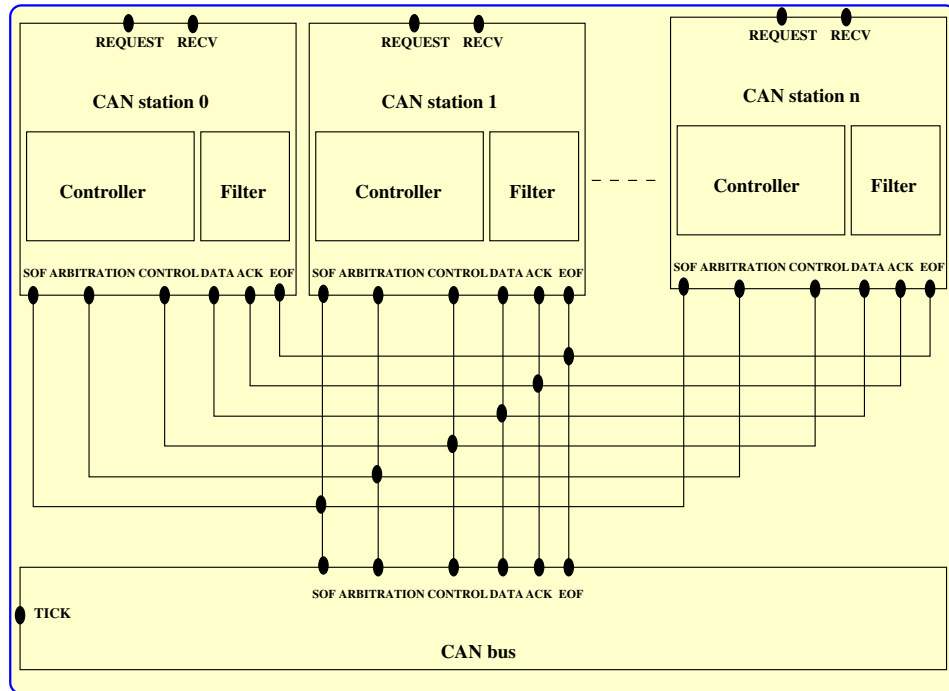 REQUEST RECV REQUEST RECV REQUEST RECV
CAN station 0 CAN station 1 CAN station n
Controller Filter Controller Filter Controller Filter
SOF ARBITRATION CONTROL DATA ACK EOF SOF ARBITRATION CONTROL DATA ACK EOF SOF ARBITRATION CONTROL DATA ACK EOF
SOF ARBITRATION CONTROL DATA ACK EOF
TICK
CAN bus